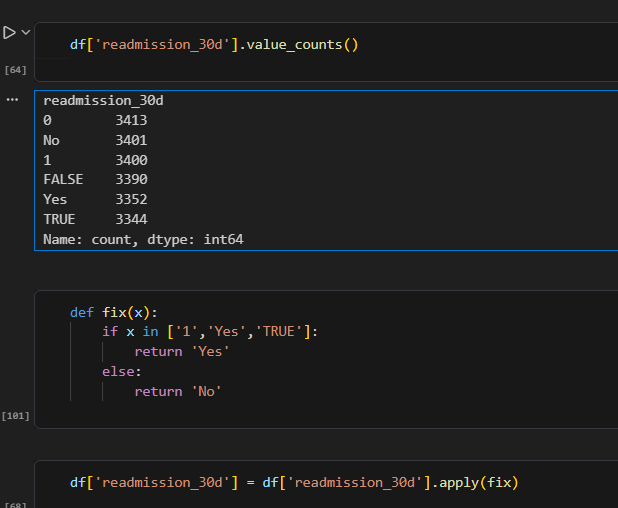 df['readmission_30d'].value_counts()
[64]
...
readmission_30d
0        3413
No       3401
1        3400
FALSE    3390
Yes      3352
TRUE     3344
Name: count, dtype: int64
def fix(x):
    if x in ['1','Yes','TRUE']:
        return 'Yes'
    else:
        return 'No'
[101]
df['readmission_30d'] = df['readmission_30d'].apply(fix)
[68]